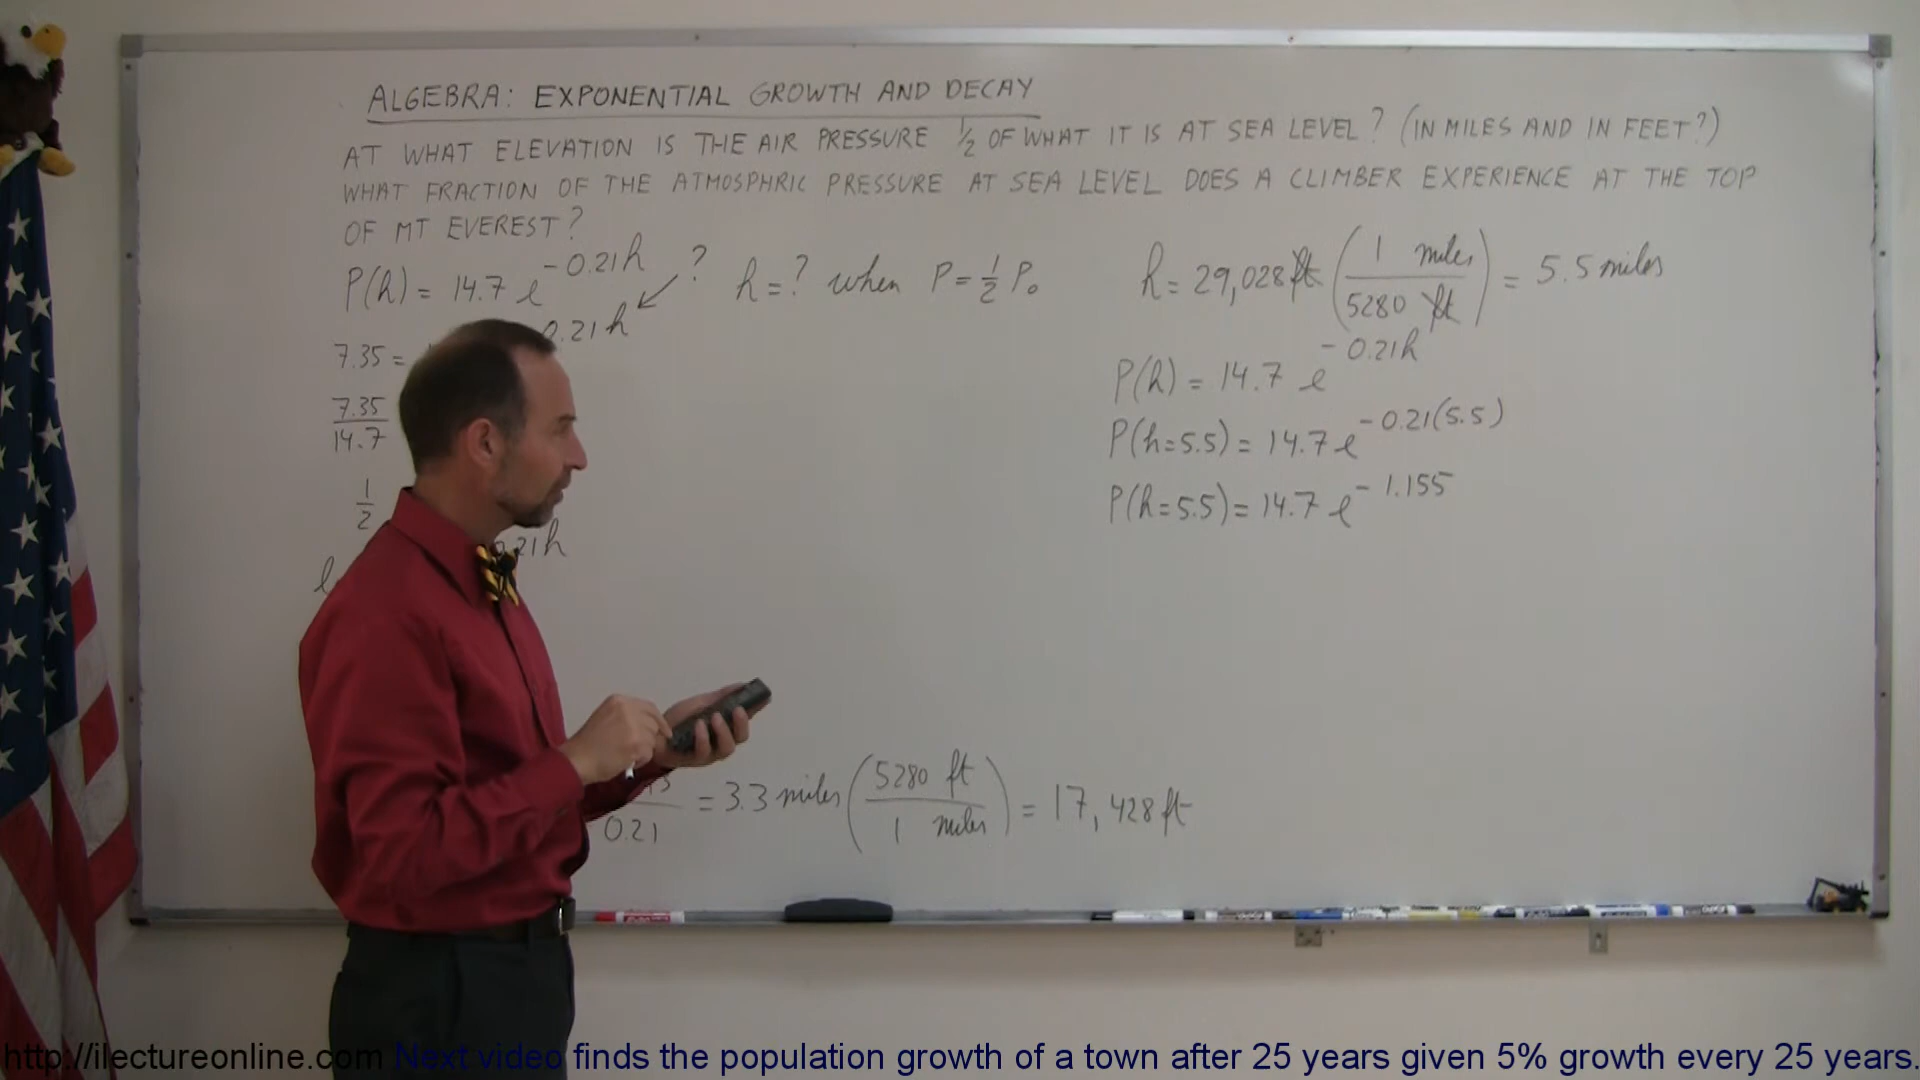 ALGEBRA: EXPONENTIAL GROWTH AND DECAY
AT WHAT ELEVATION IS THE AIR PRESSURE 1/2 OF WHAT IT IS AT SEA LEVEL? (IN MILES AND IN FEET?)
WHAT FRACTION OF THE ATMOSPHRIC PRESSURE AT SEA LEVEL DOES A CLIMBER EXPERIENCE AT THE TOP
OF MT EVEREST?
P(h) = 14.7 e^-0.21h ? h=? when P = 1/2 P₀
7.35 = 0.21h
7.35/14.7
1/2
0.21h
/0.21 = 3.3 miles (5280 ft / 1 miles) = 17,428 ft
h = 29,028 ft (1 miles / 5280 ft) = 5.5 miles
P(h) = 14.7 e^-0.21h
P(h=5.5) = 14.7 e^-0.21(5.5)
P(h=5.5) = 14.7 e^-1.155
http://ilectureonline.com Next video finds the population growth of a town after 25 years given 5% growth every 25 years.